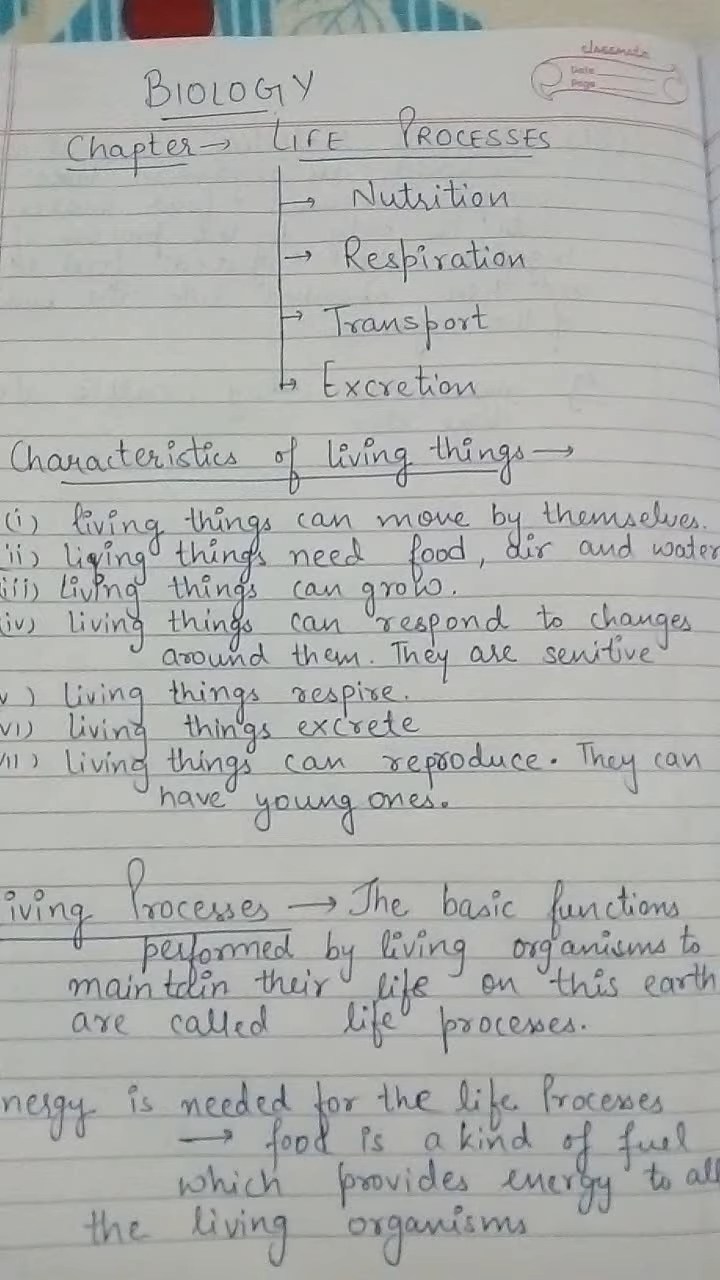 classmate
Date
Page
BIOLOGY
Chapter → LIFE PROCESSES
→ Nutrition
→ Respiration
→ Transport
→ Excretion
Characteristics of living things →
(i) living things can move by themselves.
ii) living things need food, air and water
iii) living things can grow.
iv) living things can respond to changes
around them. They are senitive
v) living things respire.
vi) living things excrete
vii) living things can reproduce. They can
have young ones.
iving Processes → The basic functions
performed by living organisms to
maintain their life on this earth
are called life processes.
nergy is needed for the life Processes
→ food is a kind of fuel
which provides energy to all
the living organisms